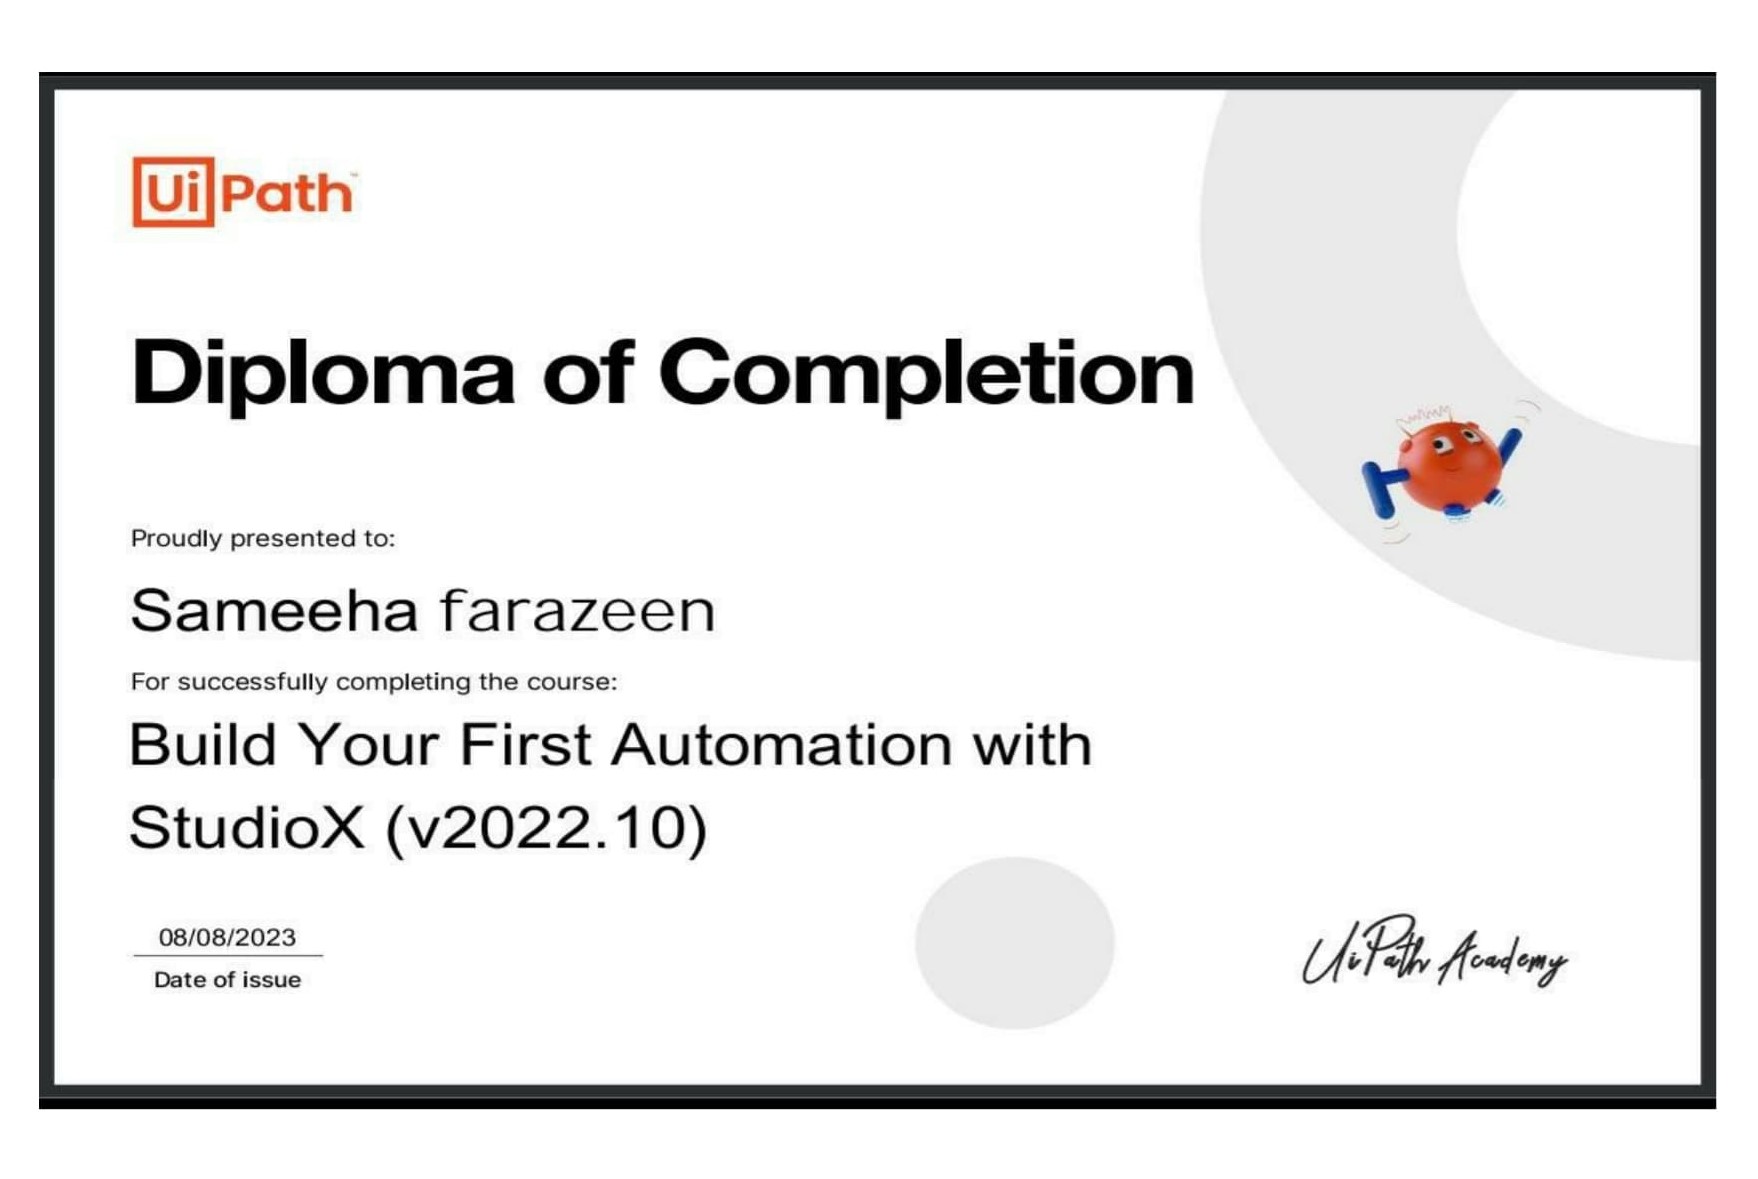 UiPath™
Diploma of Completion
Proudly presented to:
Sameeha farazeen
For successfully completing the course:
Build Your First Automation with
StudioX (v2022.10)
08/08/2023
Date of issue
UiPath Academy